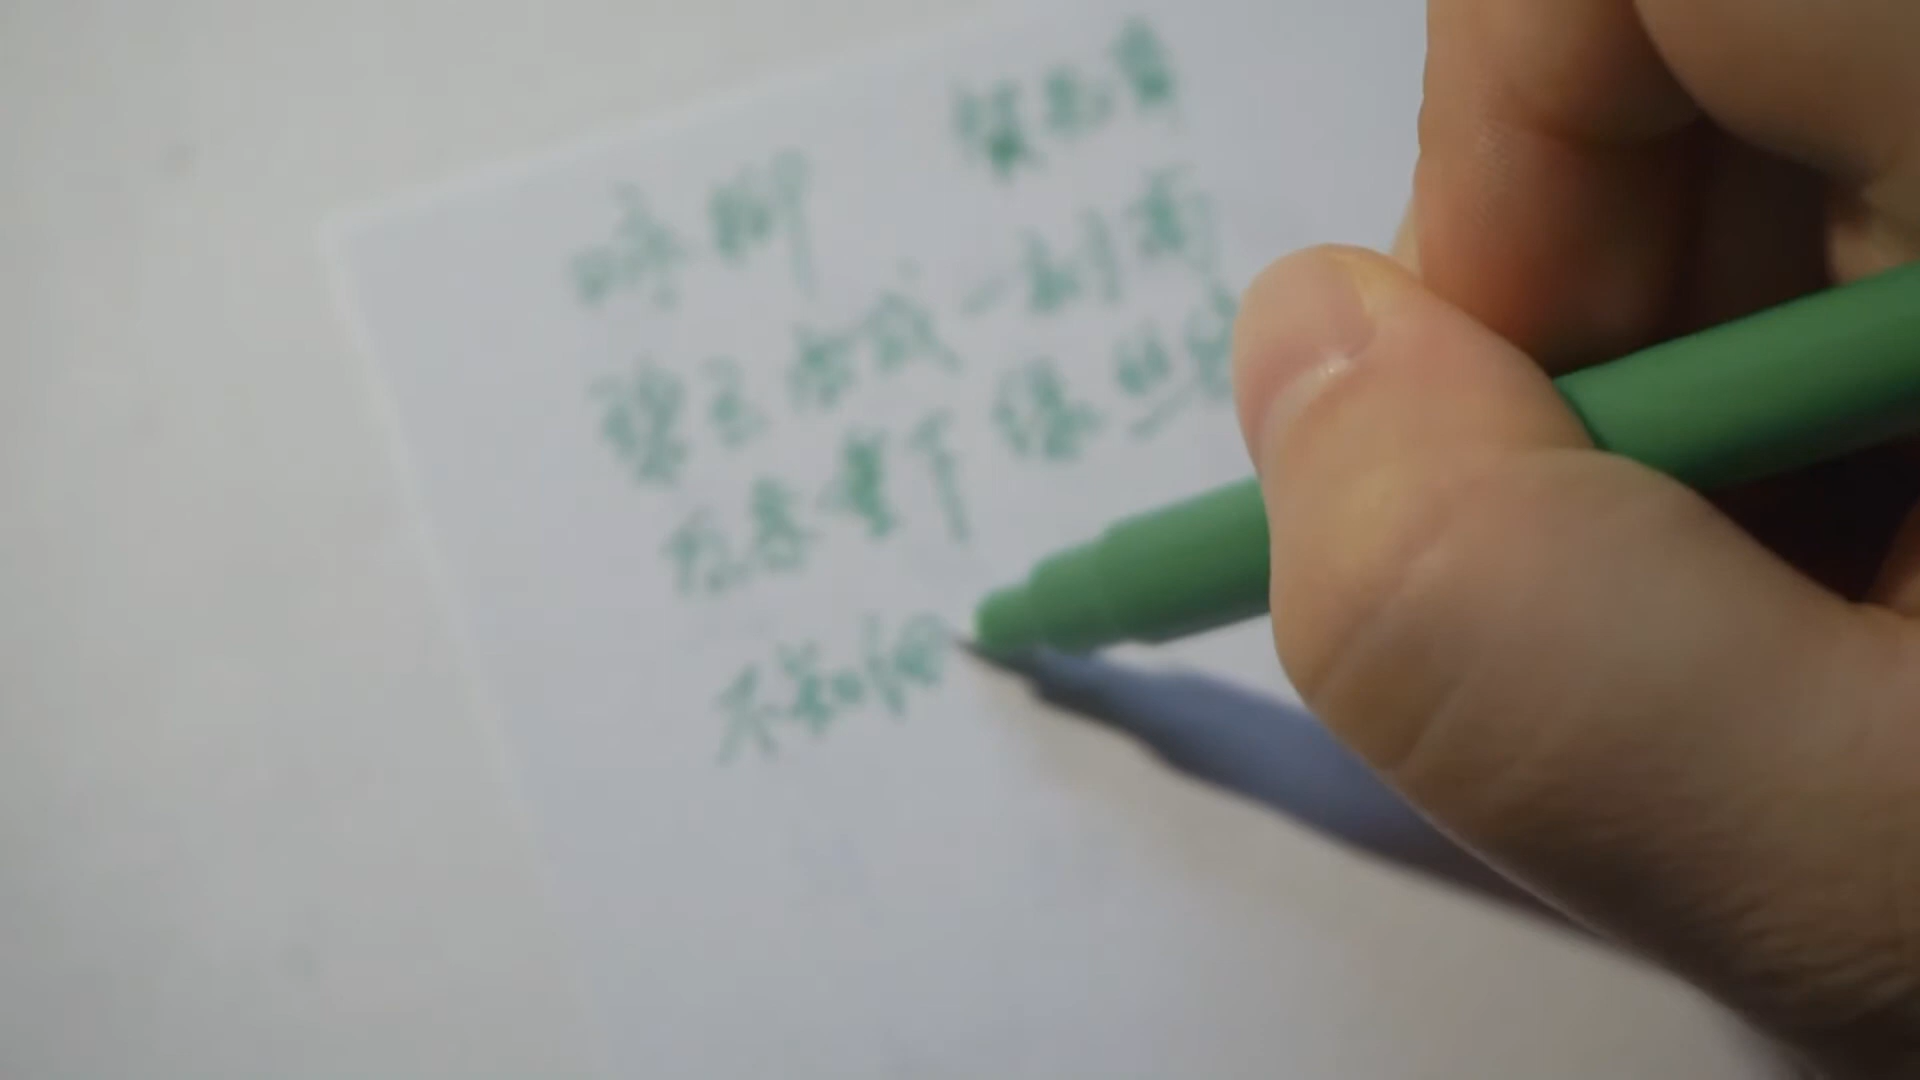 咏柳 贺知章
碧玉妆成一树高
万条垂下绿丝
不知细